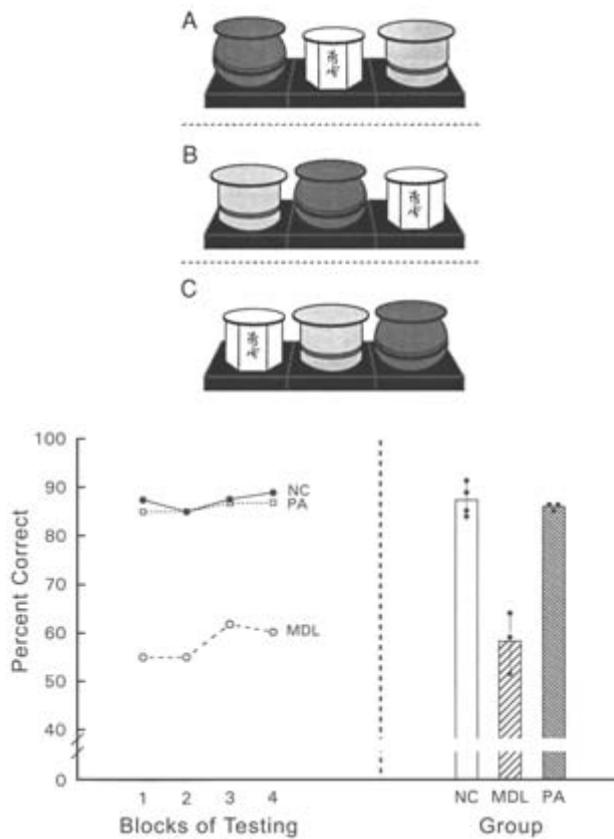 A
B
C
100
90
80
70
60
50
40
0
Percent Correct
NC
PA
MDL
1 2 3 4
Blocks of Testing
NC MDL PA
Group